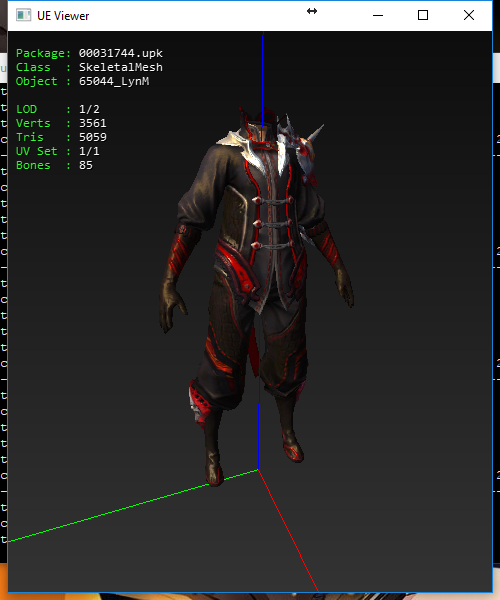 UE Viewer
Package: 00031744.upk
Class : SkeletalMesh
Object : 65044_LynM
LOD : 1/2
Verts : 3561
Tris : 5059
UV Set : 1/1
Bones : 85